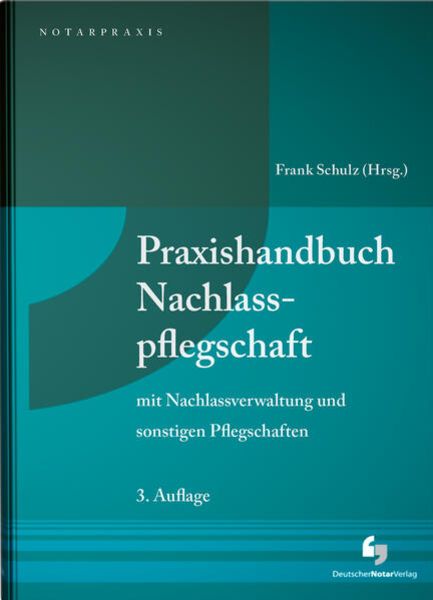 NOTARPRAXIS
Frank Schulz (Hrsg.)
Praxishandbuch
Nachlass-
pflegschaft
mit Nachlassverwaltung und
sonstigen Pflegschaften
3. Auflage
DeutscherNotarVerlag